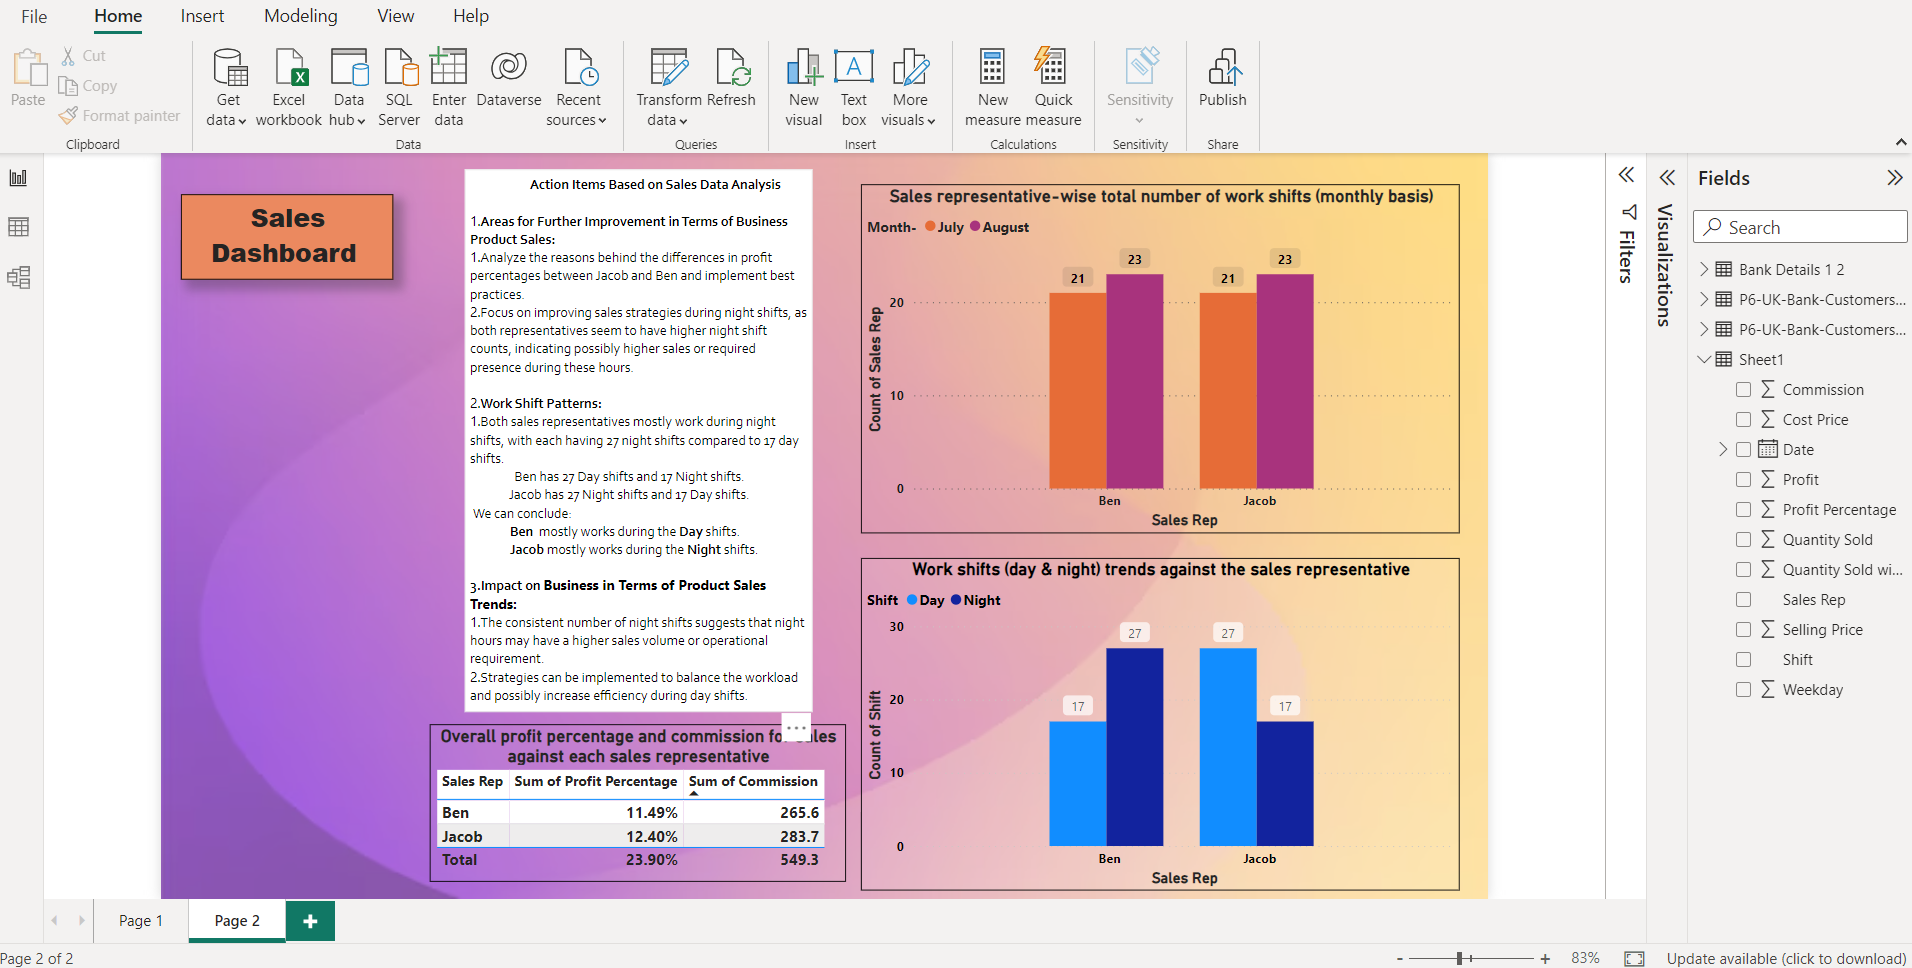 File Home Insert Modeling View Help
Paste
Cut
Copy
Format painter
Clipboard
Get data
Excel workbook
Data hub
SQL Server
Enter data
Dataverse
Recent sources
Data
Transform data
Refresh
Queries
New visual
Text box
More visuals
Insert
New measure
Quick measure
Calculations
Sensitivity
Sensitivity
Publish
Share
Sales
Dashboard
Action Items Based on Sales Data Analysis
1.Areas for Further Improvement in Terms of Business
Product Sales:
1.Analyze the reasons behind the differences in profit
percentages between Jacob and Ben and implement best
practices.
2.Focus on improving sales strategies during night shifts, as
both representatives seem to have higher night shift
counts, indicating possibly higher sales or required
presence during these hours.
2.Work Shift Patterns:
1.Both sales representatives mostly work during night
shifts, with each having 27 night shifts compared to 17 day
shifts.
Ben has 27 Day shifts and 17 Night shifts.
Jacob has 27 Night shifts and 17 Day shifts.
We can conclude:
Ben mostly works during the Day shifts.
Jacob mostly works during the Night shifts.
3.Impact on Business in Terms of Product Sales
Trends:
1.The consistent number of night shifts suggests that night
hours may have a higher sales volume or operational
requirement.
2.Strategies can be implemented to balance the workload
and possibly increase efficiency during day shifts.
Overall profit percentage and commission
against each sales representative
Sales Rep Sum of Profit Percentage Sum of Commission
Ben 11.49% 265.6
Jacob 12.40% 283.7
Total 23.90% 549.3
Sales representative-wise total number of work shifts (monthly basis)
Month- July August
Count of Sales Rep
20
10
0
21
23
21
23
Ben
Jacob
Sales Rep
Work shifts (day & night) trends against the sales representative
Shift Day Night
Count of Shift
30
20
10
0
17
27
27
17
Ben
Jacob
Sales Rep
Filters
Visualizations
Fields
Search
Bank Details 1 2
P6-UK-Bank-Customers...
P6-UK-Bank-Customers...
Sheet1
Commission
Cost Price
Date
Profit
Profit Percentage
Quantity Sold
Quantity Sold wi...
Sales Rep
Selling Price
Shift
Weekday
Page 1
Page 2
Page 2 of 2
83%
Update available (click to download)